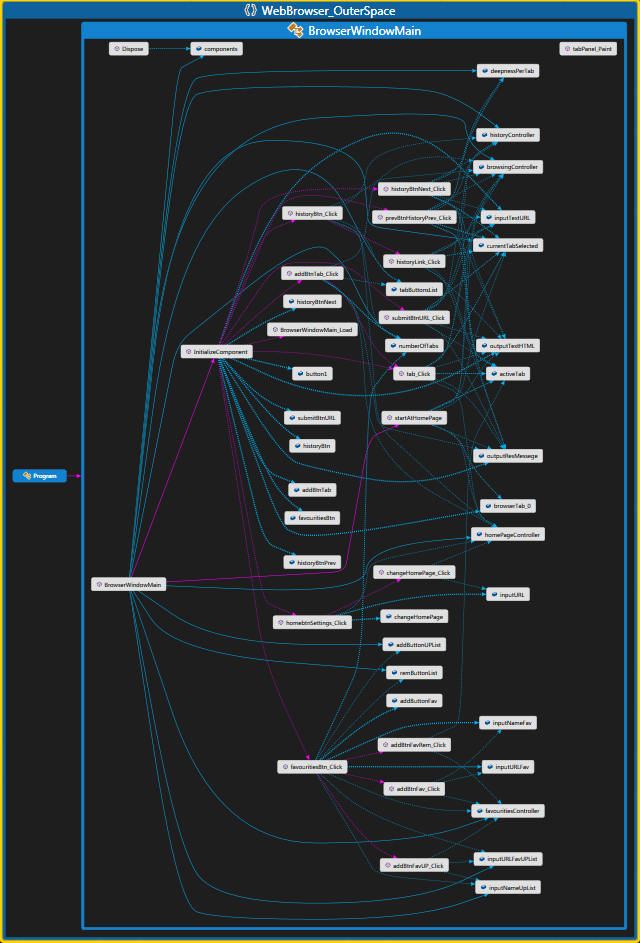 WebBrowser_OuterSpace
BrowserWindowMain
Dispose
components
tabPanel_Paint
deepnessPerTab
historyController
browsingController
historyBtnNext_Click
historyBtn_Click
prevBtnHistoryPrev_Click
inputTextURL
currentTabSelected
historyLink_Click
addBtnTab_Click
tabButtonsList
historyBtnNext
submitBtnURL_Click
BrowserWindowMain_Load
numberOfTabs
outputTextHTML
InitializeComponent
button1
tab_Click
activeTab
submitBtnURL
startAtHomePage
historyBtn
outputResMessege
Program
addBtnTab
browserTab_0
favouritiesBtn
homePageController
historyBtnPrev
changeHomePage_Click
BrowserWindowMain
inputURL
homebtnSettings_Click
changeHomePage
addButtonUPList
remButtonList
addButtonFav
inputNameFav
addBtnFavRem_Click
favouritiesBtn_Click
inputURLFav
addBtnFav_Click
favouritiesController
inputURLFavUPList
addBtnFavUP_Click
inputNameUpList